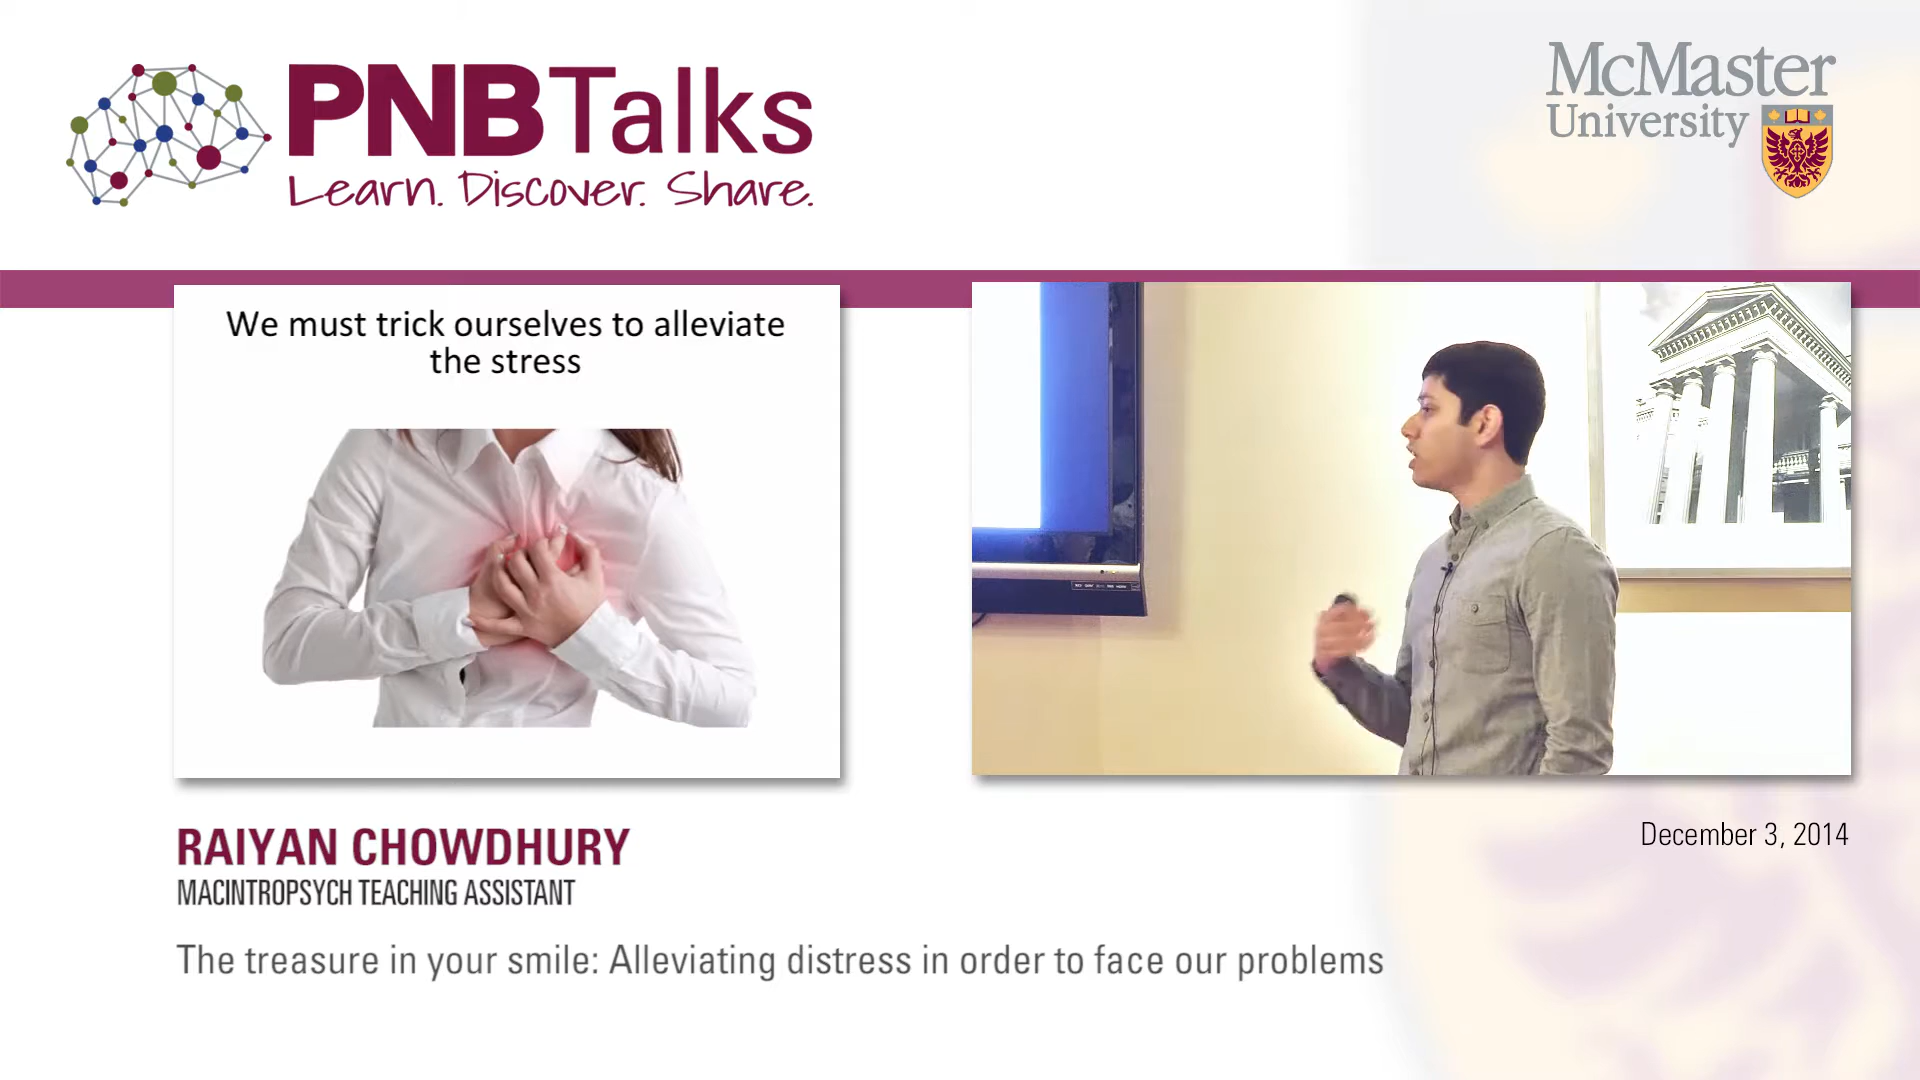 PNBTalks
Learn. Discover. Share.
McMaster
University
We must trick ourselves to alleviate
the stress
RAIYAN CHOWDHURY
MACINTROPSYCH TEACHING ASSISTANT
December 3, 2014
The treasure in your smile: Alleviating distress in order to face our problems